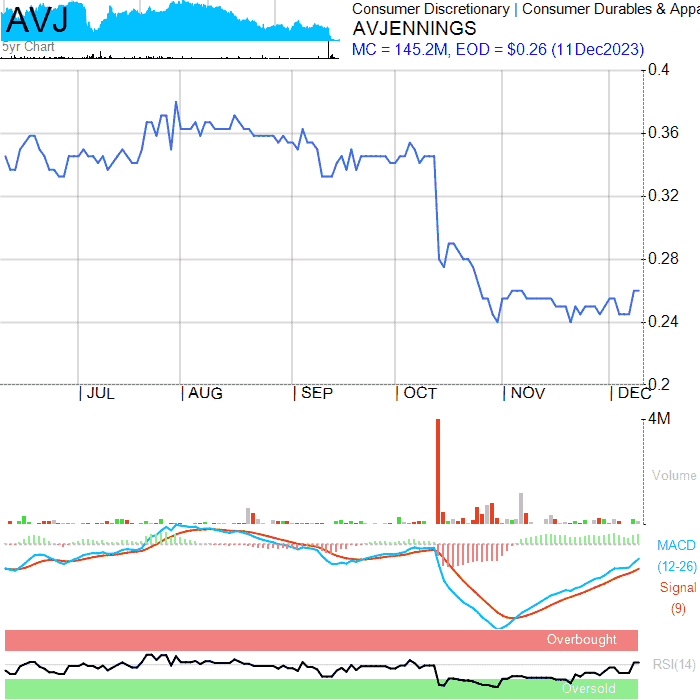 AVJ
5yr Chart
Consumer Discretionary | Consumer Durables & Appa
AVJENNINGS
MC = 145.2M, EOD = $0.26 (11Dec2023)
0.4
0.36
0.32
0.28
0.24
0.2
| JUL | AUG | SEP | OCT | NOV | DEC
4M
Volume
MACD
(12-26)
Signal
(9)
Overbought
RSI(14)
Oversold